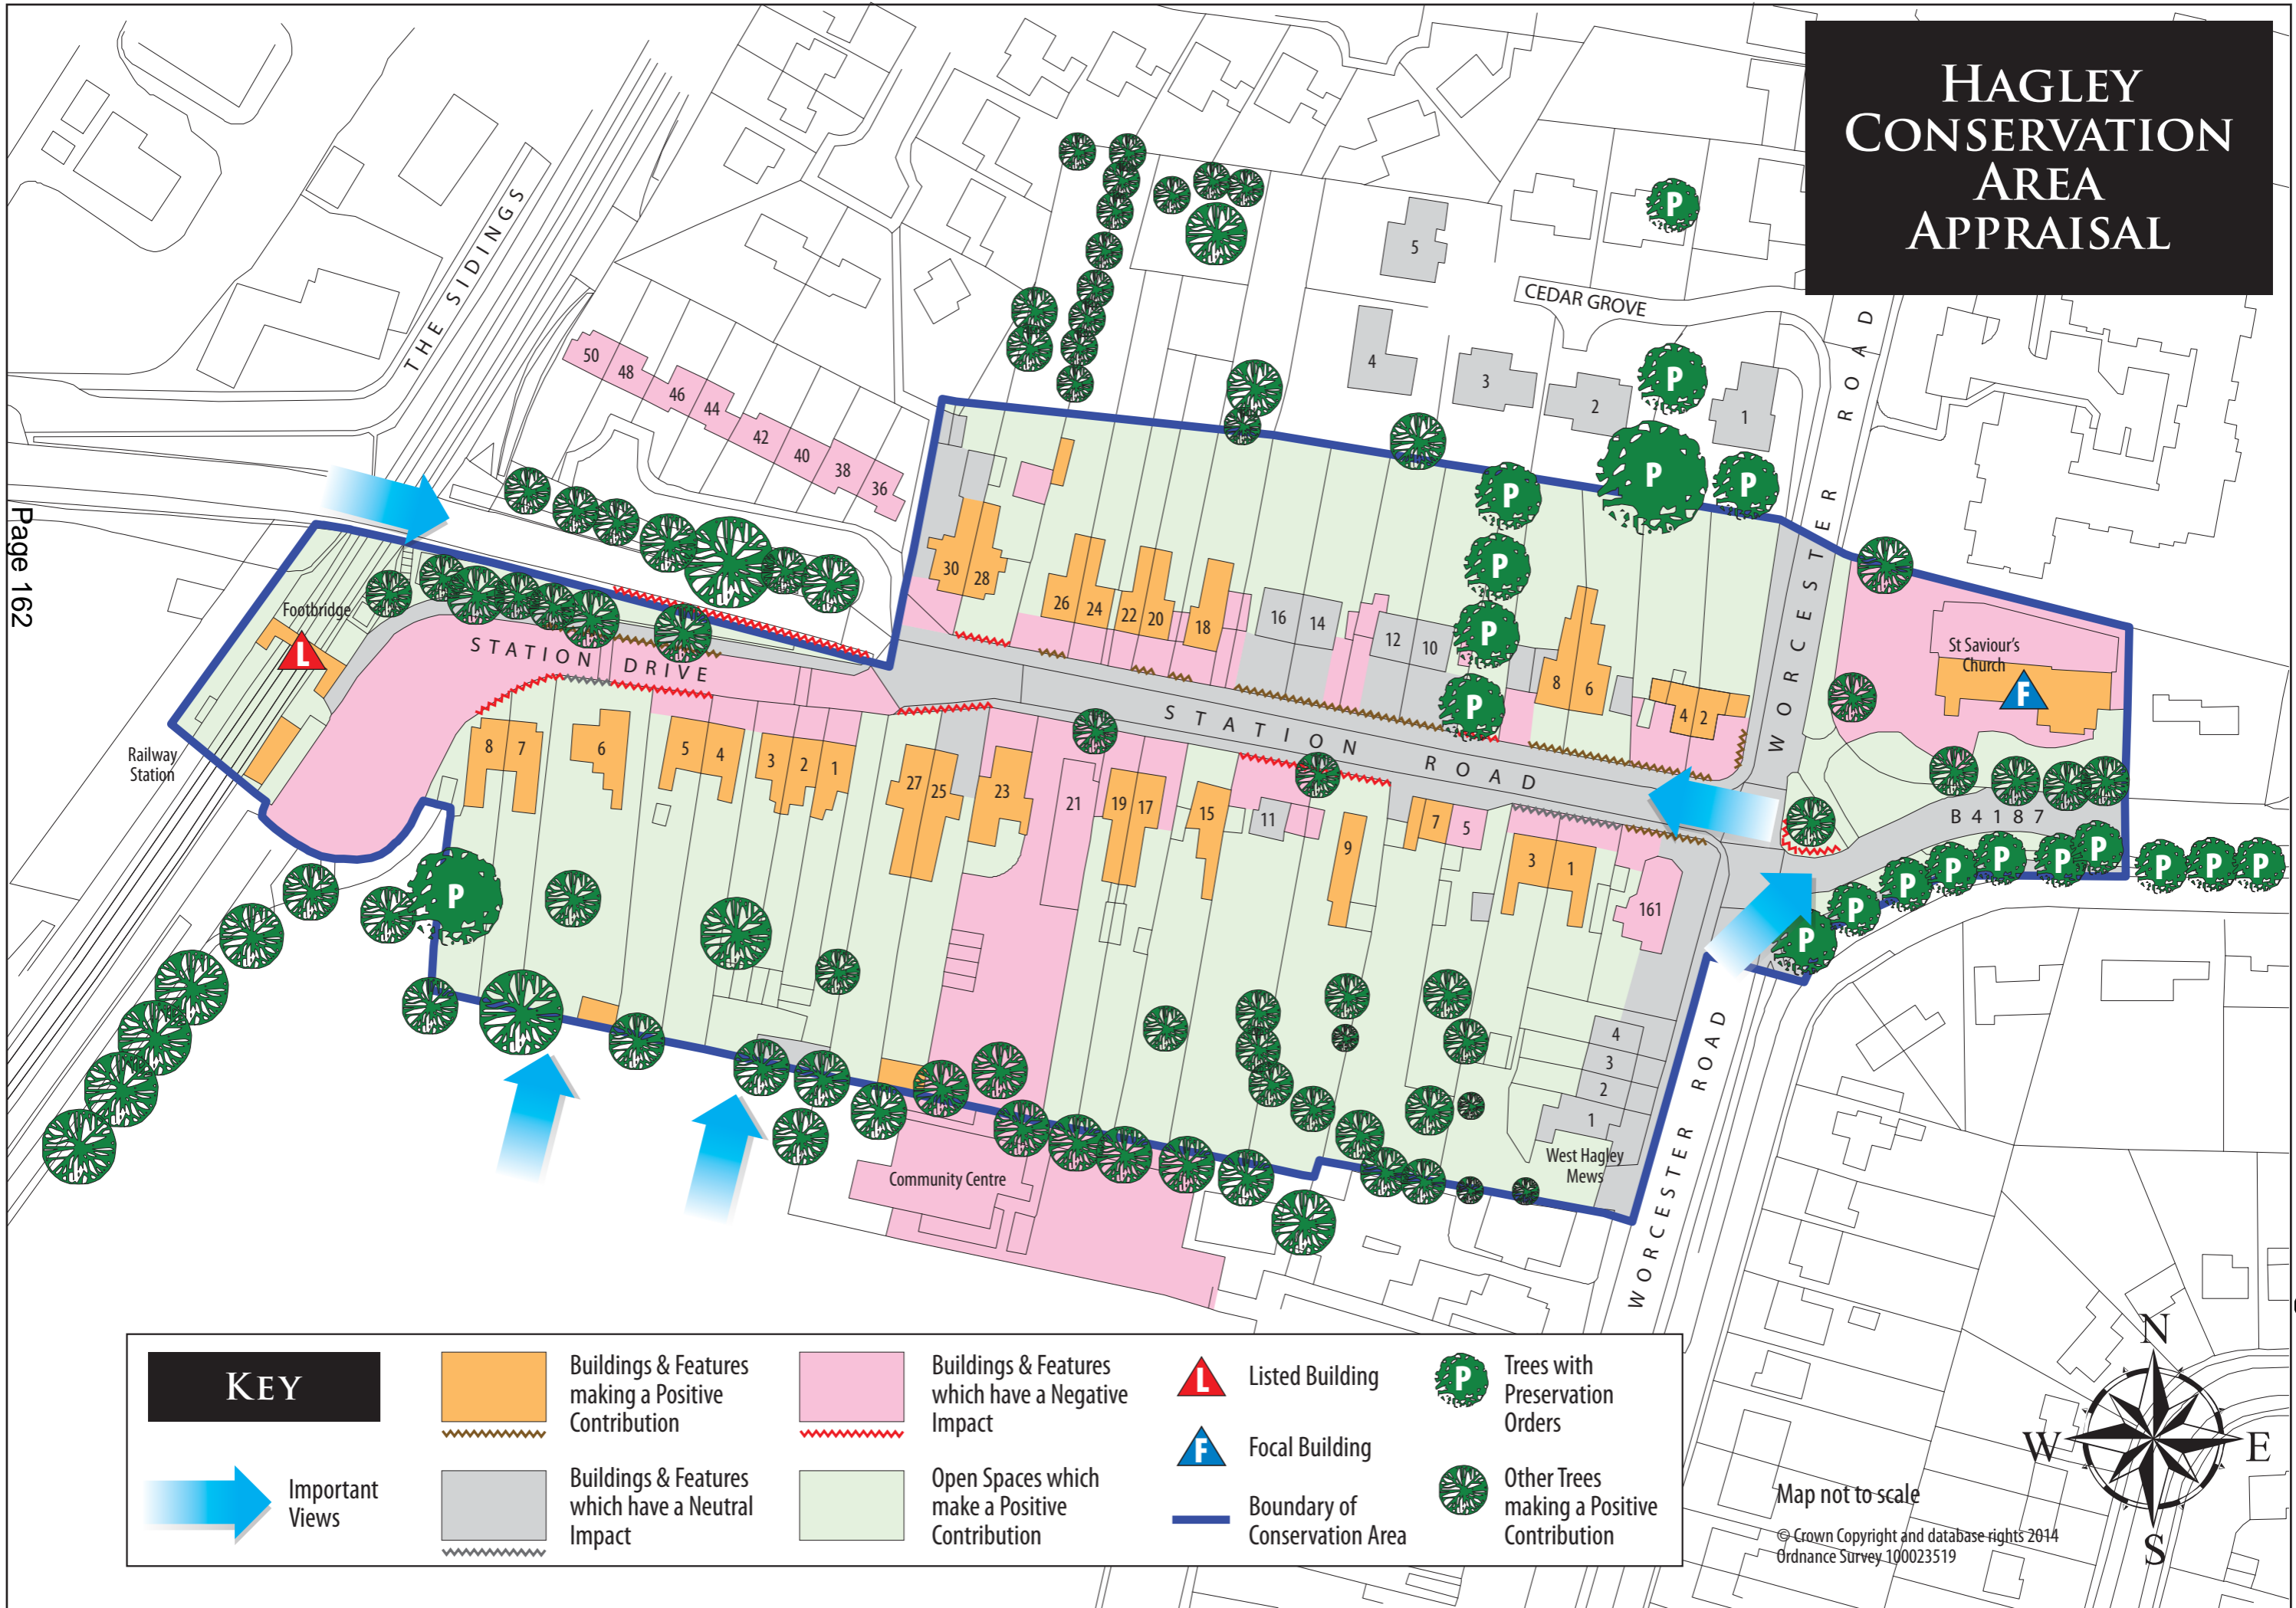 HAGLEY
CONSERVATION
AREA
APPRAISAL
THE SIDINGS
CEDAR GROVE
WORCESTER ROAD
5
4
3
2
1
50
48
46
44
42
40
38
36
Page 162
Footbridge
L
Railway
Station
STATION DRIVE
30
28
26
24
22
20
18
16
14
12
10
8
6
4
2
P
P
P
P
P
P
P
P
St Saviour's
Church
F
STATION ROAD
WORCESTER
B4187
8
7
6
5
4
3
2
1
27
25
23
21
19
17
15
11
9
7
5
3
1
161
P
P
P
P
P
P
P
P
P
P
P
4
3
2
1
West Hagley
Mews
Community Centre
WORCESTER ROAD
KEY
Important
Views
Buildings & Features
making a Positive
Contribution
Buildings & Features
which have a Neutral
Impact
Buildings & Features
which have a Negative
Impact
Open Spaces which
make a Positive
Contribution
L
Listed Building
F
Focal Building
Boundary of
Conservation Area
P
Trees with
Preservation
Orders
Other Trees
making a Positive
Contribution
N
W
E
S
Map not to scale
© Crown Copyright and database rights 2014
Ordnance Survey 100023519